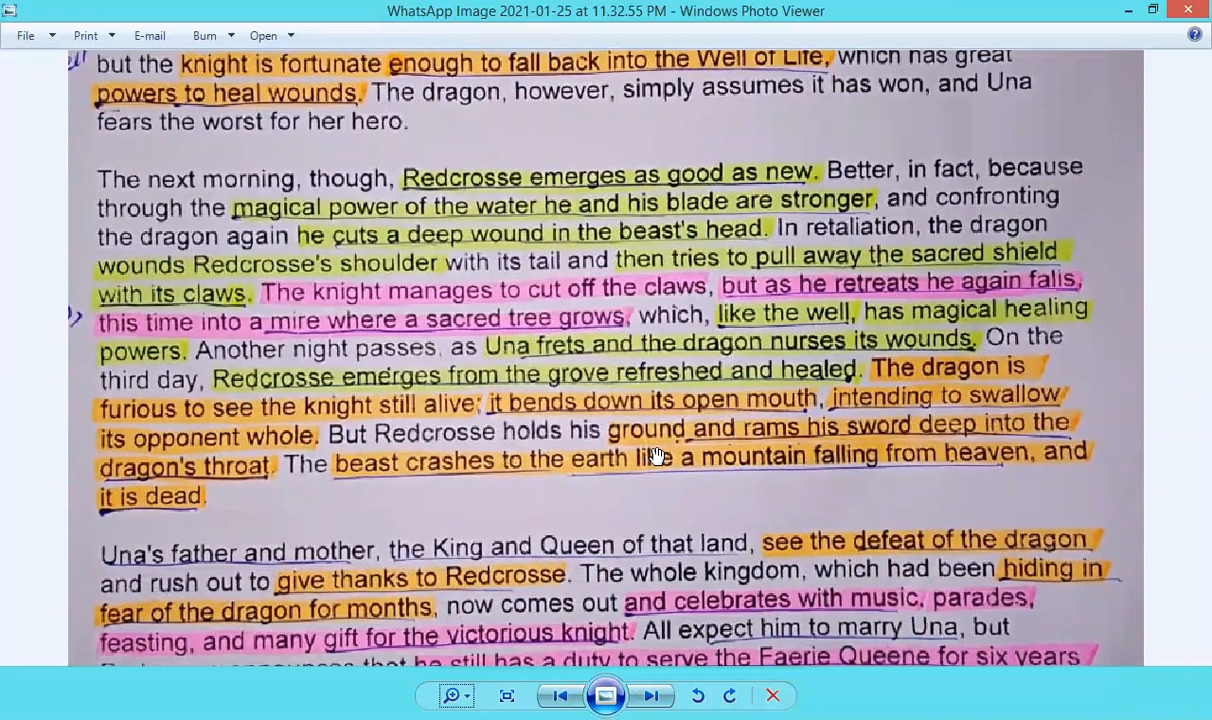 WhatsApp Image 2021-01-25 at 11.32.55 PM - Windows Photo Viewer
File Print E-mail Burn Open
but the knight is fortunate enough to fall back into the Well of Life, which has great
powers to heal wounds. The dragon, however, simply assumes it has won, and Una
fears the worst for her hero.
The next morning, though, Redcrosse emerges as good as new. Better, in fact, because
through the magical power of the water he and his blade are stronger, and confronting
the dragon again he cuts a deep wound in the beast's head. In retaliation, the dragon
wounds Redcrosse's shoulder with its tail and then tries to pull away the sacred shield
with its claws. The knight manages to cut off the claws, but as he retreats he again falls,
this time into a mire where a sacred tree grows, which, like the well, has magical healing
powers. Another night passes, as Una frets and the dragon nurses its wounds. On the
third day, Redcrosse emerges from the grove refreshed and healed. The dragon is
furious to see the knight still alive; it bends down its open mouth, intending to swallow
its opponent whole. But Redcrosse holds his ground and rams his sword deep into the
dragon's throat. The beast crashes to the earth like a mountain falling from heaven, and
it is dead.
Una's father and mother, the King and Queen of that land, see the defeat of the dragon
and rush out to give thanks to Redcrosse. The whole kingdom, which had been hiding in
fear of the dragon for months, now comes out and celebrates with music, parades,
feasting, and many gift for the victorious knight. All expect him to marry Una, but
that he still has a duty to serve the Faerie Queene for six years